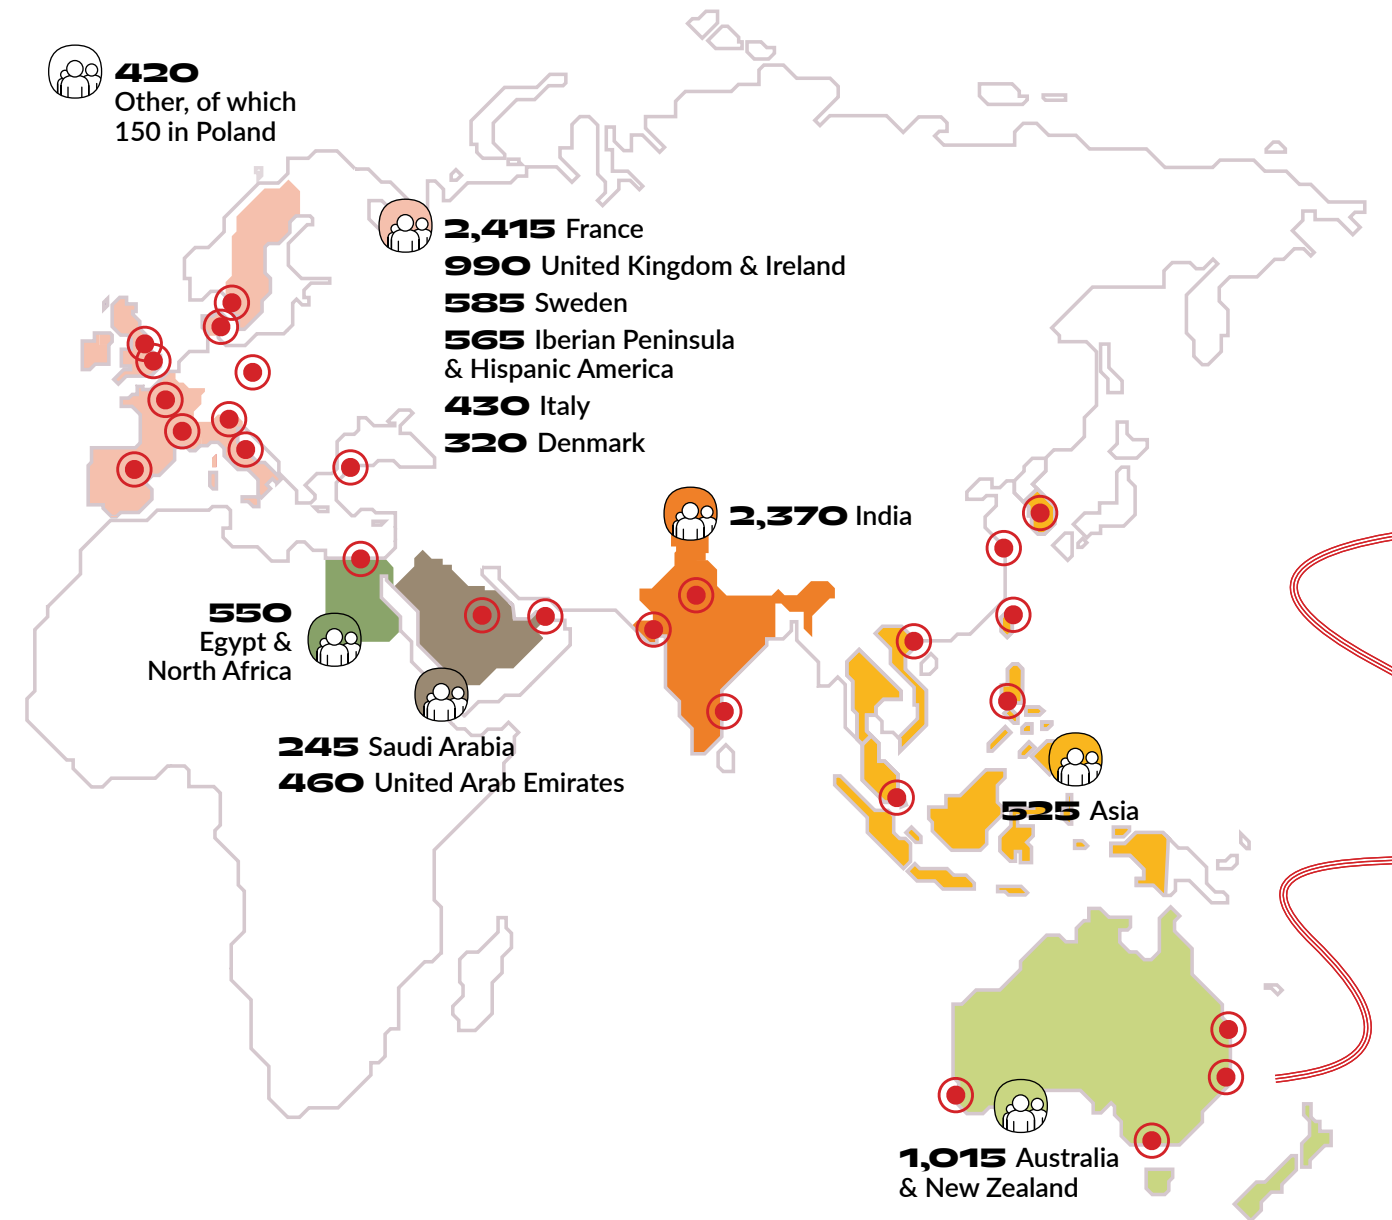 420
Other, of which
150 in Poland
2,415 France
990 United Kingdom & Ireland
585 Sweden
565 Iberian Peninsula
& Hispanic America
430 Italy
320 Denmark
2,370 India
550
Egypt &
North Africa
245 Saudi Arabia
460 United Arab Emirates
525 Asia
1,015 Australia
& New Zealand